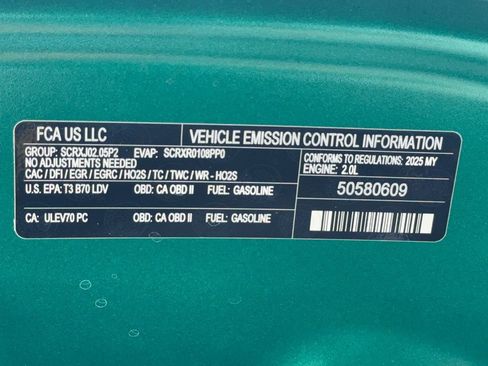 FCA US LLC
VEHICLE EMISSION CONTROL INFORMATION
GROUP: SCRXJ02.05P2 EVAP: SCRXR0108PP0
NO ADJUSTMENTS NEEDED
CAC / DFI / EGR / EGRC / HO2S / TC / TWC / WR - HO2S
CONFORMS TO REGULATIONS: 2025 MY
ENGINE: 2.0L
U.S. EPA: T3 B70 LDV OBD: CA OBD II FUEL: GASOLINE
50580609
CA: ULEV70 PC OBD: CA OBD II FUEL: GASOLINE